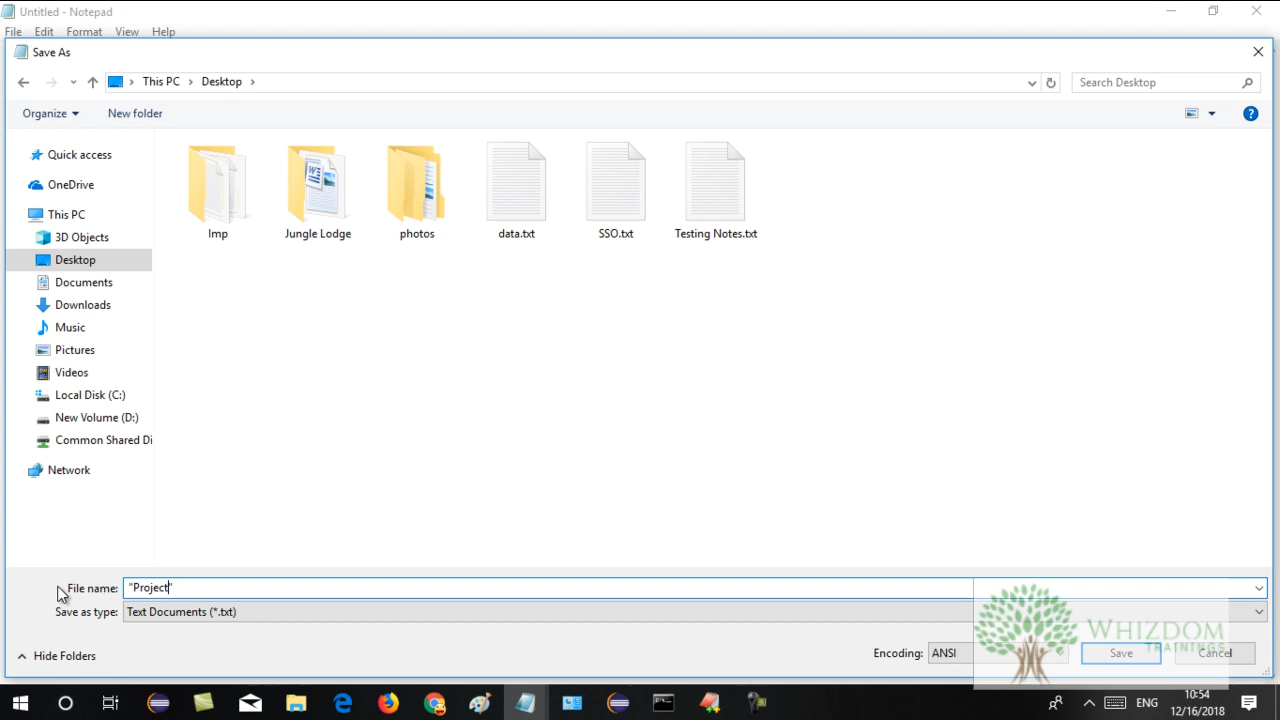 Untitled - Notepad
File Edit Format View Help
Save As
This PC Desktop
Search Desktop
Organize New folder
Quick access
OneDrive
This PC
3D Objects
Desktop
Documents
Downloads
Music
Pictures
Videos
Local Disk (C:)
New Volume (D:)
Common Shared Di
Network
Imp Jungle Lodge photos data.txt SSO.txt Testing Notes.txt
File name: "Project"
Save as type: Text Documents (*.txt)
Hide Folders
Encoding: ANSI Save Cancel
WHIZDOM
TRAININGS
ENG
10:54
12/16/2018